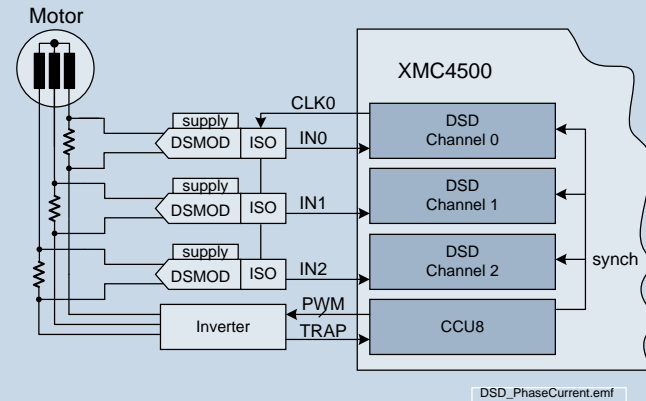 Motor
XMC4500
CLK0
supply
DSMOD
ISO
IN0
DSD
Channel 0
supply
DSMOD
ISO
IN1
DSD
Channel 1
supply
DSMOD
ISO
IN2
DSD
Channel 2
synch
Inverter
PWM
TRAP
CCU8
DSD_PhaseCurrent.emf